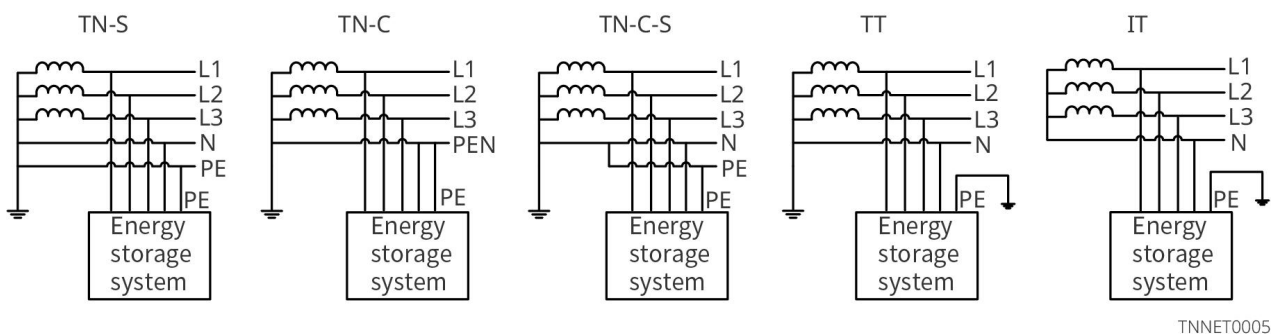 TN-S
TN-C
TN-C-S
TT
IT
L1
L2
L3
N
PE
PE
Energy
storage
system
L1
L2
L3
PEN
PE
Energy
storage
system
L1
L2
L3
N
PE
PE
Energy
storage
system
L1
L2
L3
N
PE
Energy
storage
system
L1
L2
L3
N
PE
Energy
storage
system
TNNET0005